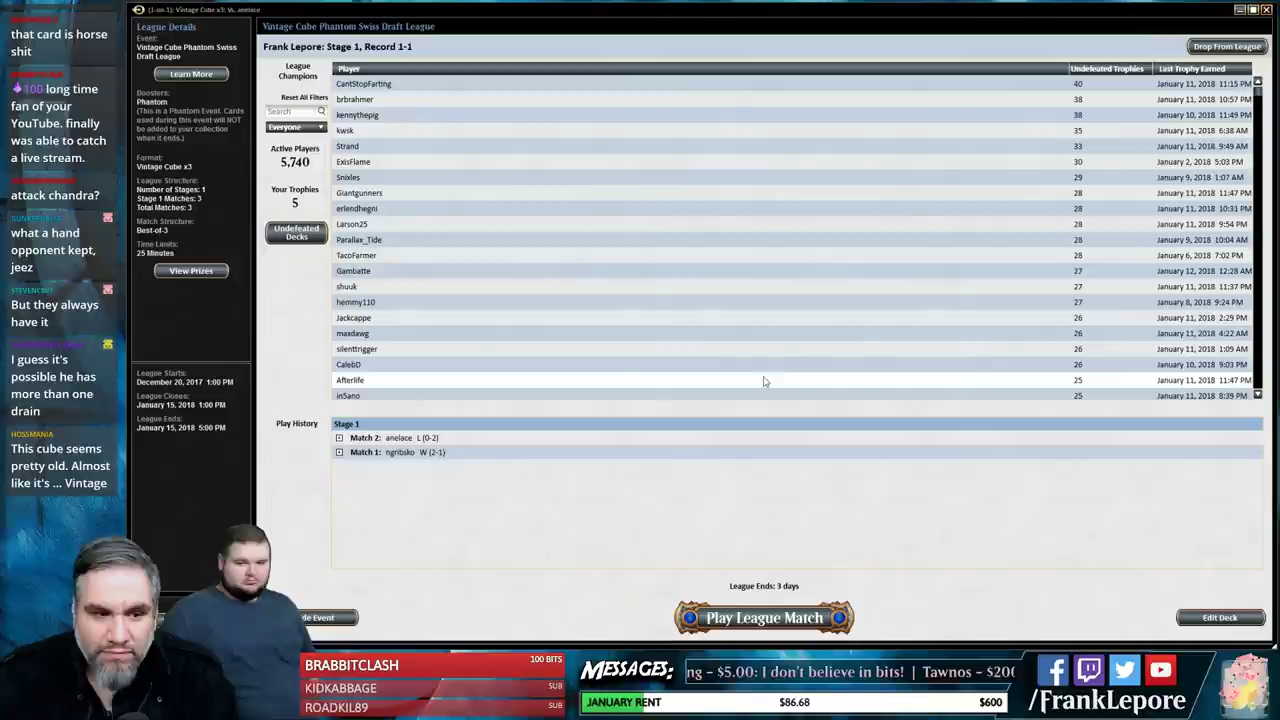 (1-on-1): Vintage Cube x3: Vs. anelace
that card is horse
shit
100 long time
fan of your
YouTube. finally
was able to catch
a live stream.
attack chandra?
what a hand
opponent kept,
jeez
But they always
have it
I guess it's
possible he has
more than one
drain
HOSSMANIA
This cube seems
pretty old. Almost
like it's ... Vintage
League Details
Event:
Vintage Cube Phantom Swiss
Draft League
Learn More
Boosters:
Phantom
(This is a Phantom Event. Cards
used during this event will NOT
be added to your collection
when it ends.)
Format:
Vintage Cube x3
League Structure:
Number of Stages: 1
Stage 1 Matches: 3
Total Matches: 3
Match Structure:
Best-of-3
Time Limits:
25 Minutes
View Prizes
League Starts:
December 20, 2017 1:00 PM
League Closes:
January 15, 2018 1:00 PM
League Ends:
January 15, 2018 5:00 PM
Vintage Cube Phantom Swiss Draft League
Frank Lepore: Stage 1, Record 1-1
Drop From League
League
Champions
Reset All Filters
Search
Everyone
Active Players
5,740
Your Trophies
5
Undefeated
Decks
Player Undefeated Trophies Last Trophy Earned
CantStopFarting 40 January 11, 2018 11:15 PM
brbrahmer 38 January 11, 2018 10:57 PM
kennythepig 38 January 10, 2018 11:49 PM
kwsk 35 January 11, 2018 6:38 AM
Strand 33 January 11, 2018 9:49 AM
ExisFlame 30 January 2, 2018 5:03 PM
Snixles 29 January 9, 2018 1:07 AM
Giantgunners 28 January 11, 2018 11:47 PM
erlendhegni 28 January 11, 2018 10:31 PM
Larson25 28 January 11, 2018 9:54 PM
Parallax_Tide 28 January 9, 2018 10:04 AM
TacoFarmer 28 January 6, 2018 7:02 PM
Gambatte 27 January 12, 2018 12:28 AM
shuuk 27 January 11, 2018 11:37 PM
hemmy110 27 January 8, 2018 9:24 PM
Jackcappe 26 January 11, 2018 2:29 PM
maxdawg 26 January 11, 2018 4:22 AM
silenttrigger 26 January 11, 2018 1:09 AM
CalebD 26 January 10, 2018 9:03 PM
Afterlife 25 January 11, 2018 11:47 PM
in5ano 25 January 11, 2018 8:39 PM
Play History
Stage 1
Match 2: anelace L (0-2)
Match 1: ngribsko W (2-1)
League Ends: 3 days
de Event
Play League Match
Edit Deck
BRABBITCLASH 100 BITS
KIDKABBAGE SUB
ROADKIL89 SUB
MESSAGES: ng - $5.00: I don't believe in bits! | Tawnos - $200
JANUARY RENT $86.68 $600
/FrankLepore